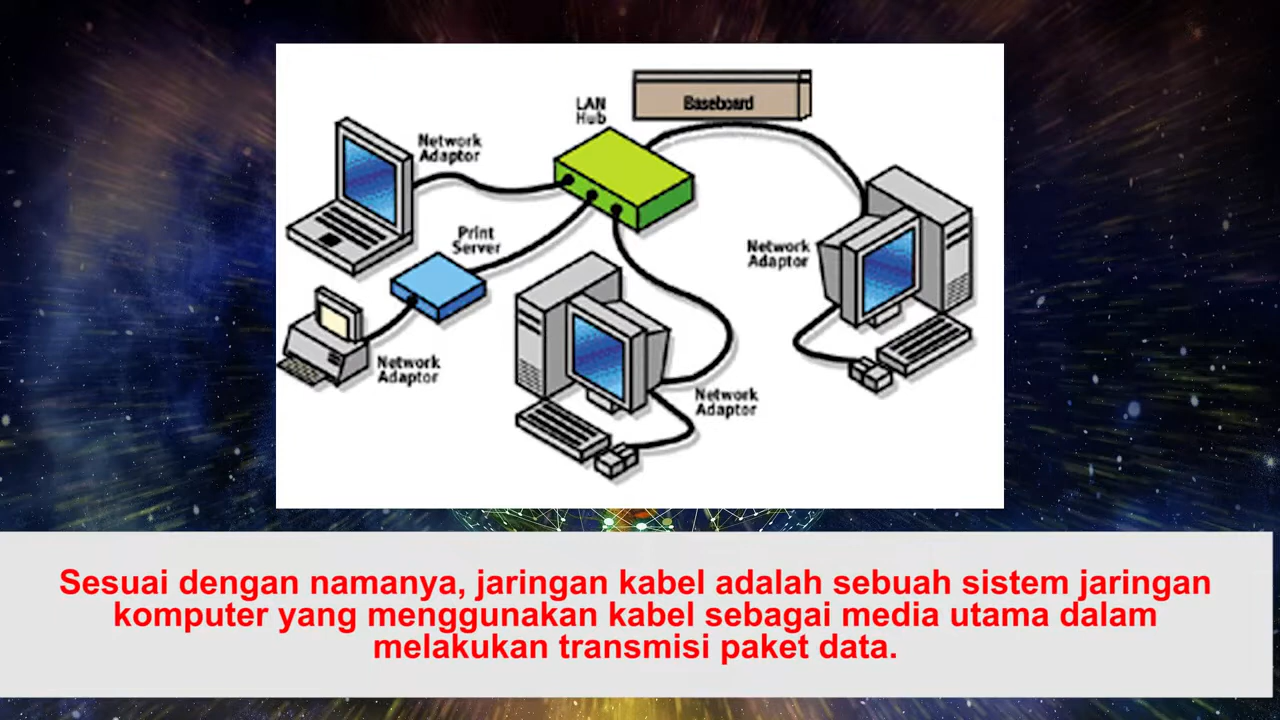 Baseboard
LAN
Hub
Network
Adaptor
Print
Server
Network
Adaptor
Network
Adaptor
Network
Adaptor
Sesuai dengan namanya, jaringan kabel adalah sebuah sistem jaringan
komputer yang menggunakan kabel sebagai media utama dalam
melakukan transmisi paket data.